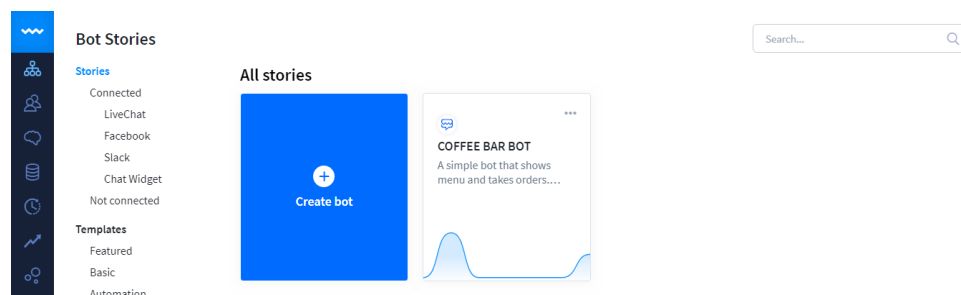 Bot Stories
Search...
Stories
Connected
LiveChat
Facebook
Slack
Chat Widget
Not connected
Templates
Featured
Basic
Automation
All stories
Create bot
COFFEE BAR BOT
A simple bot that shows
menu and takes orders....